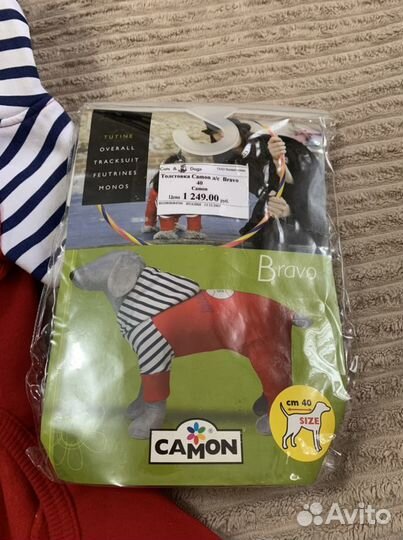 TUTINE
OVERALL
TRACKSUIT
FEUTRINES
MONOS
Cats & Dogs
Толстовка Camon д/с Bravo
40
Camon
Цена 1 249.00 руб.
Bravo
cm 40
SIZE
CAMON
Avito